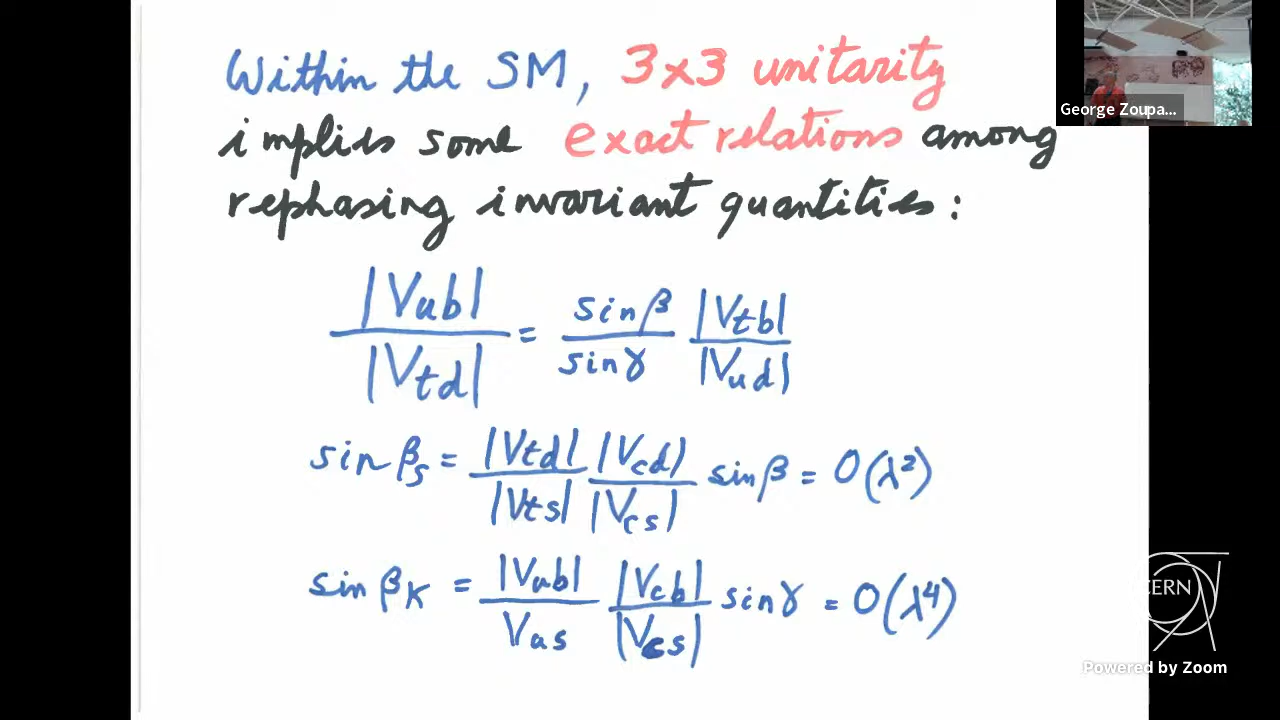 Within the SM, 3x3 unitarity
implies some exact relations among
rephasing invariant quantities:
|Vub| / |Vtd| = sinβ / sinγ |Vtb| / |Vud|
sin βs = |Vtd| / |Vts| |Vcd| / |Vcs| sinβ = O(λ²)
sin βK = |Vub| / Vus |Vcb| / |Vcs| sinγ = O(λ⁴)
George Zoupa...
CERN
Powered by Zoom